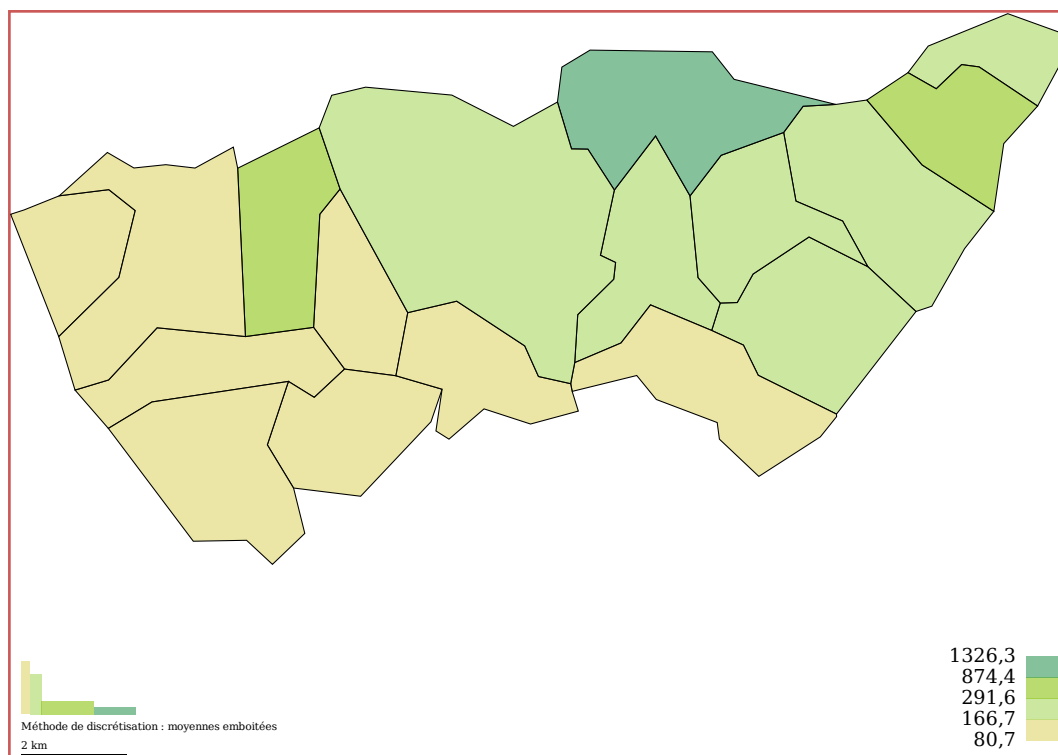 1326,3
874,4
291,6
166,7
80,7
Méthode de discrétisation : moyennes emboitées
2 km